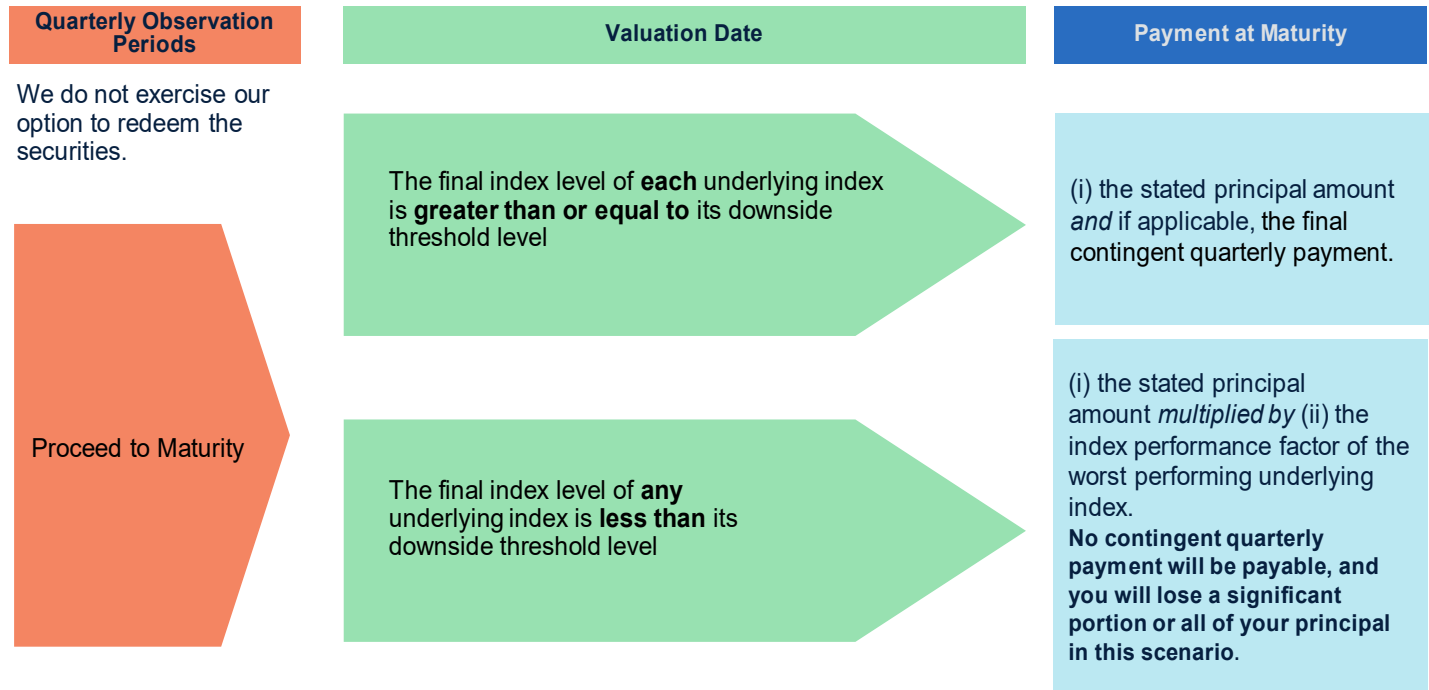 Quarterly Observation
Periods
Valuation Date
Payment at Maturity
We do not exercise our
option to redeem the
securities.
Proceed to Maturity
The final index level of each underlying index
is greater than or equal to its downside
threshold level
(i) the stated principal amount
and if applicable, the final
contingent quarterly payment.
The final index level of any
underlying index is less than its
downside threshold level
(i) the stated principal
amount multiplied by (ii) the
index performance factor of the
worst performing underlying
index.
No contingent quarterly
payment will be payable, and
you will lose a significant
portion or all of your principal
in this scenario.